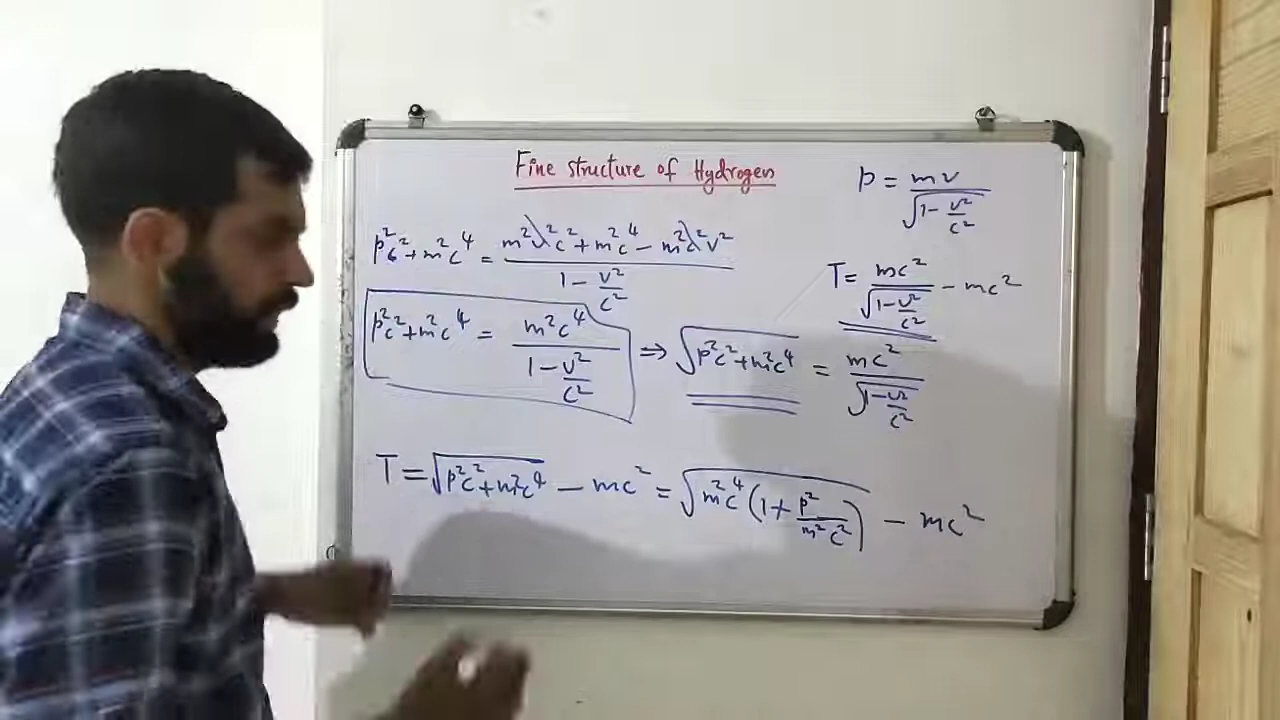 Fine structure of Hydrogen
p = mv / √(1 - v²/c²)
p²c² + m²c⁴ = (m²v²c² + m²c⁴ - m²c²v²) / (1 - v²/c²)
T = mc² / √(1 - v²/c²) - mc²
p²c² + m²c⁴ = m²c⁴ / (1 - v²/c²) ⇒ √(p²c² + m²c⁴) = mc² / √(1 - v²/c²)
T = √(p²c² + m²c⁴) - mc² = √(m²c⁴(1 + p²/m²c²)) - mc²